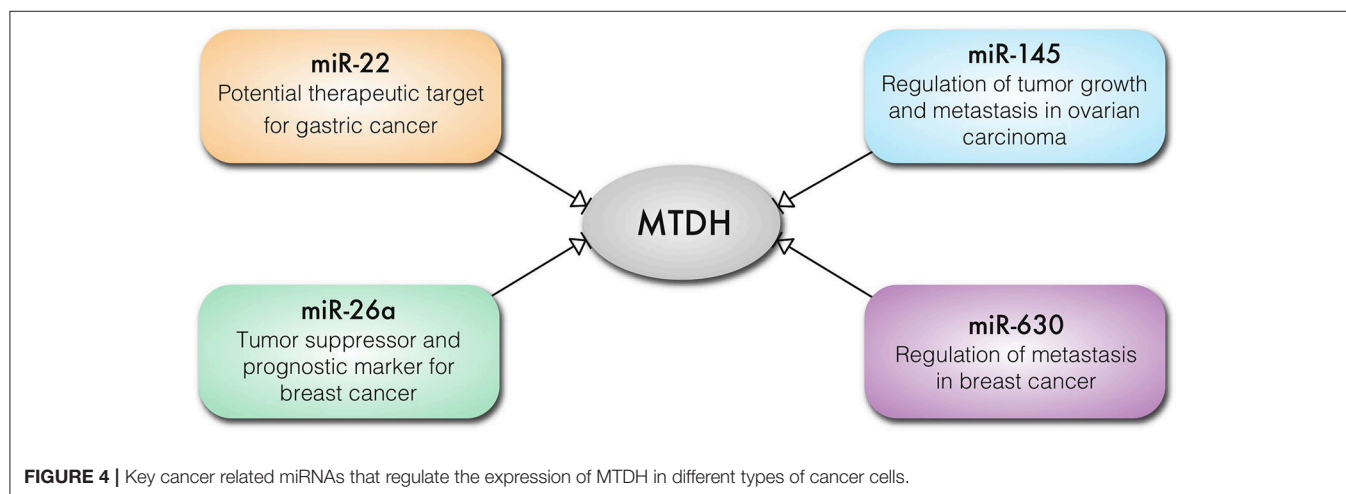 miR-22
Potential therapeutic target
for gastric cancer
miR-145
Regulation of tumor growth
and metastasis in ovarian
carcinoma
MTDH
miR-26a
Tumor suppressor and
prognostic marker for
breast cancer
miR-630
Regulation of metastasis
in breast cancer
FIGURE 4 | Key cancer related miRNAs that regulate the expression of MTDH in different types of cancer cells.